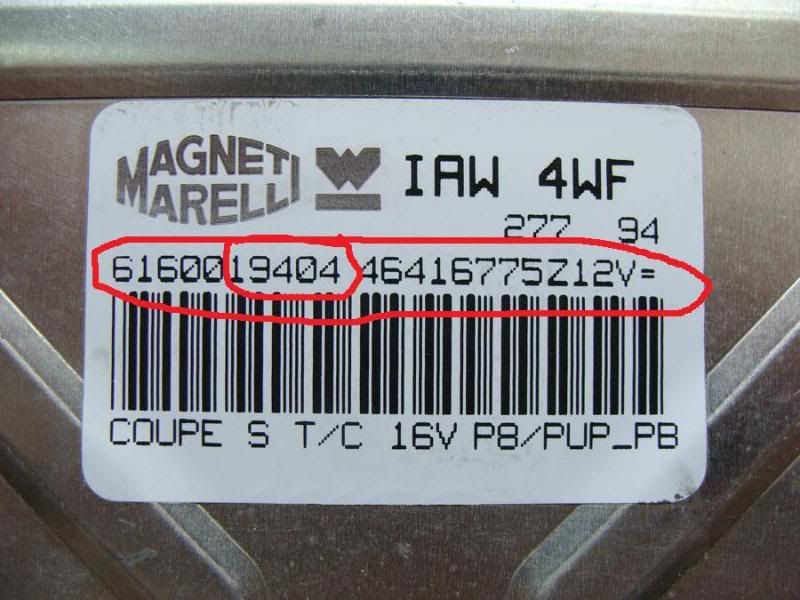 MAGNETI
MARELLI
IAW 4WF
277 94
6160019404 46416775Z12V=
COUPE S T/C 16V P8/PUP_PB